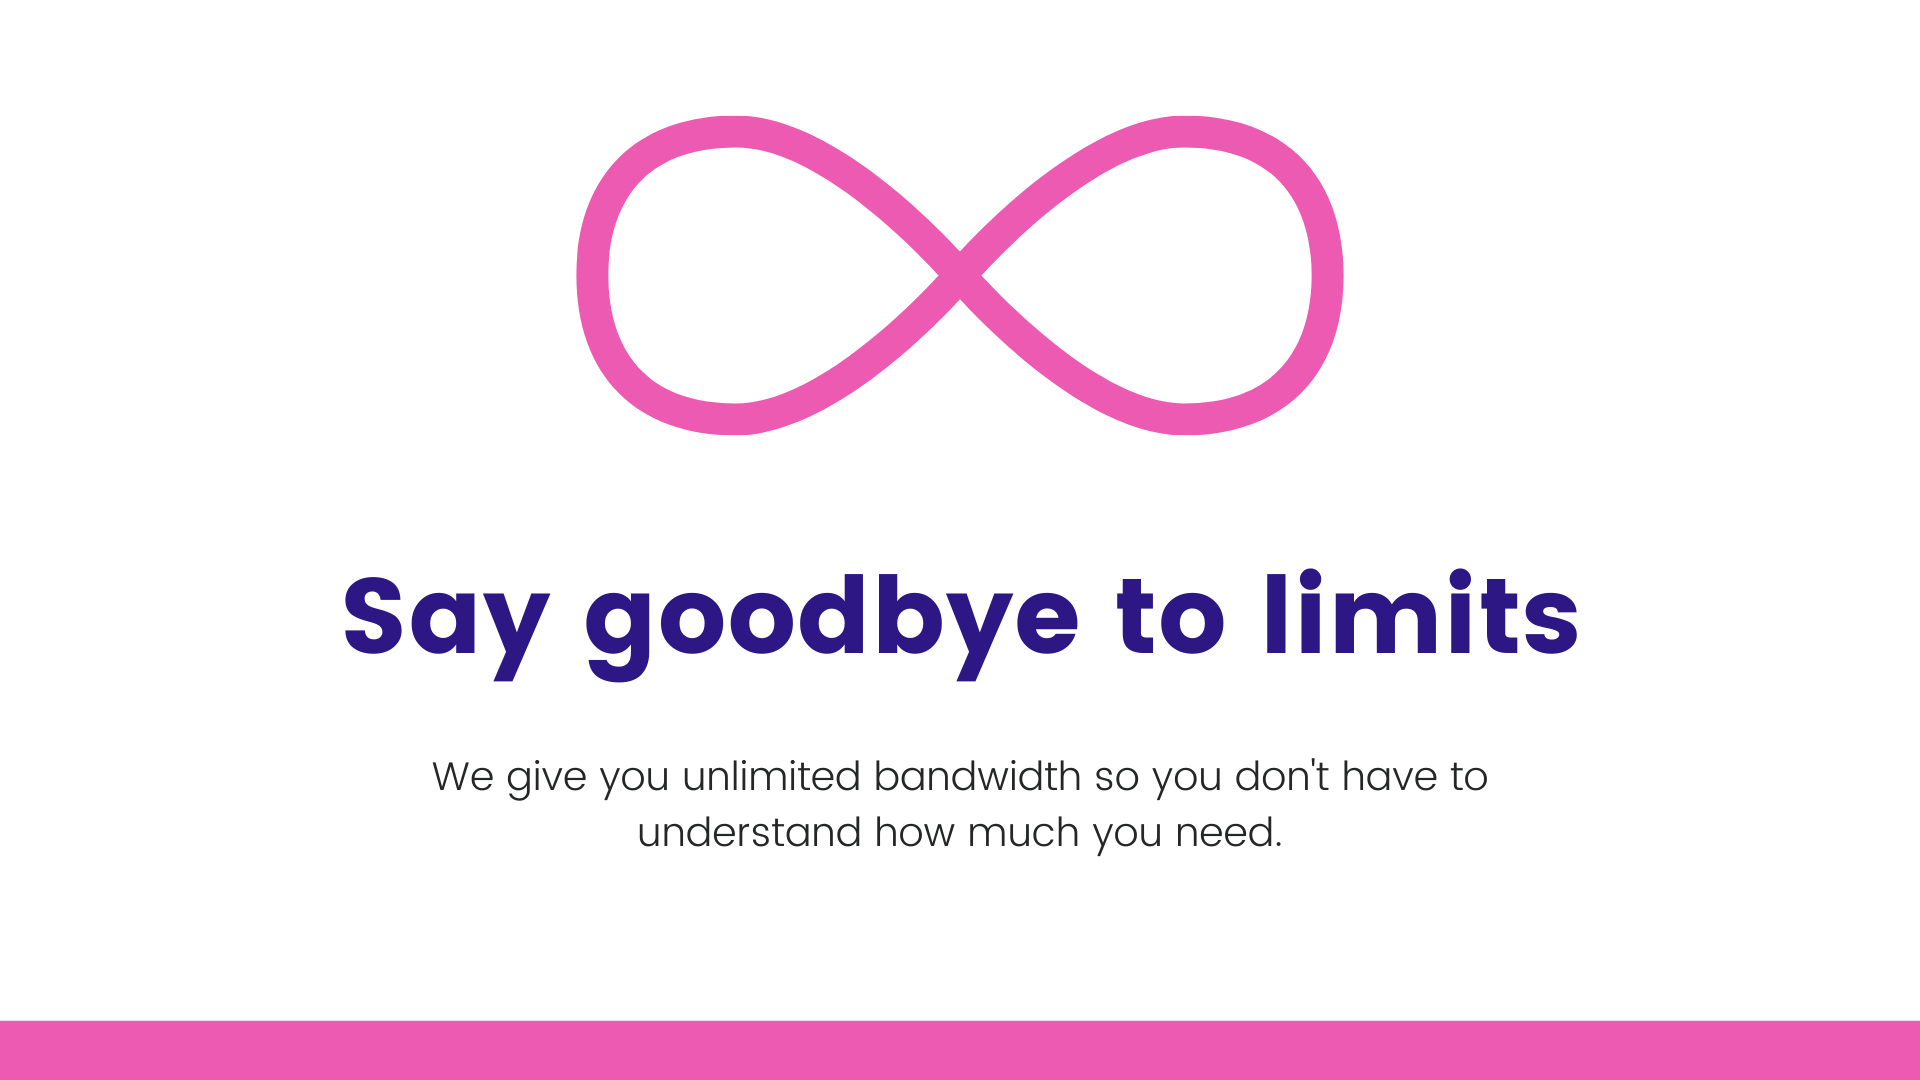 Say goodbye to limits
We give you unlimited bandwidth so you don't have to
understand how much you need.